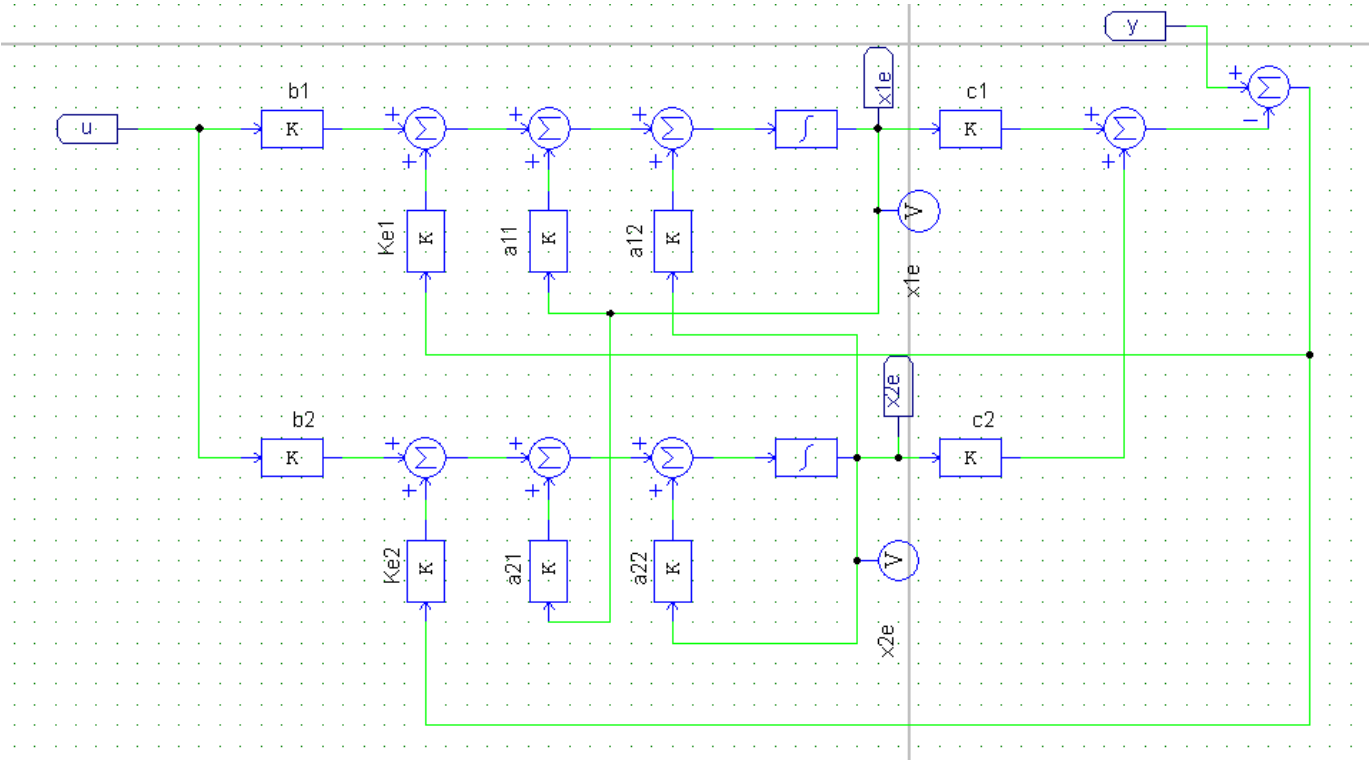 y
b1
x1e
c1
+
u
K
+
Σ
+
Σ
+
Σ
∫
K
+
Σ
Σ
−
+
+
+
+
Ke1
K
a11
K
a12
K
V
x1e
x2e
b2
c2
K
+
Σ
+
Σ
+
Σ
∫
K
+
+
+
Ke2
K
a21
K
a22
K
V
x2e